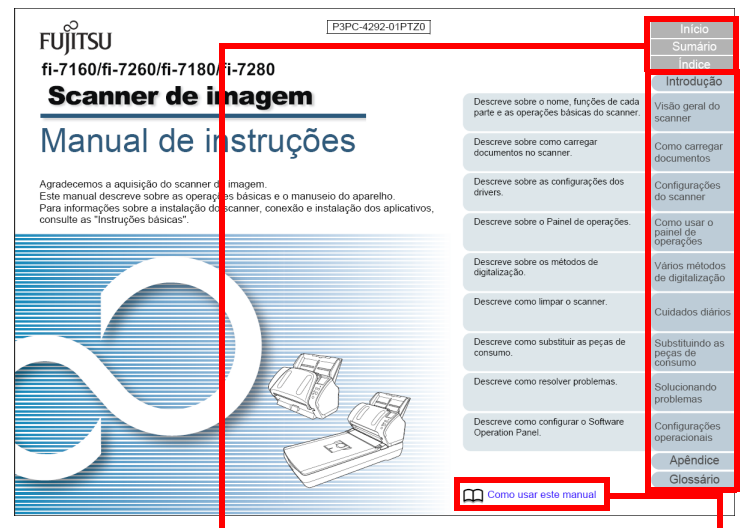 FUJITSU
P3PC-4292-01PTZ0
fi-7160/fi-7260/fi-7180/fi-7280
Scanner de imagem
Manual de instruções
Agradecemos a aquisição do scanner de imagem.
Este manual descreve sobre as operações básicas e o manuseio do aparelho.
Para informações sobre a instalação do scanner, conexão e instalação dos aplicativos,
consulte as "Instruções básicas".
Início
Sumário
Índice
Introdução
Descreve sobre o nome, funções de cada
parte e as operações básicas do scanner.
Visão geral do
scanner
Descreve sobre como carregar
documentos no scanner.
Como carregar
documentos
Descreve sobre as configurações dos
drivers.
Configurações
do scanner
Descreve sobre o Painel de operações.
Como usar o
painel de
operações
Descreve sobre os métodos de
digitalização.
Vários métodos
de digitalização
Descreve como limpar o scanner.
Cuidados diários
Descreve como substituir as peças de
consumo.
Substituindo as
peças de
consumo
Descreve como resolver problemas.
Solucionando
problemas
Descreve como configurar o Software
Operation Panel.
Configurações
operacionais
Apêndice
Glossário
Como usar este manual